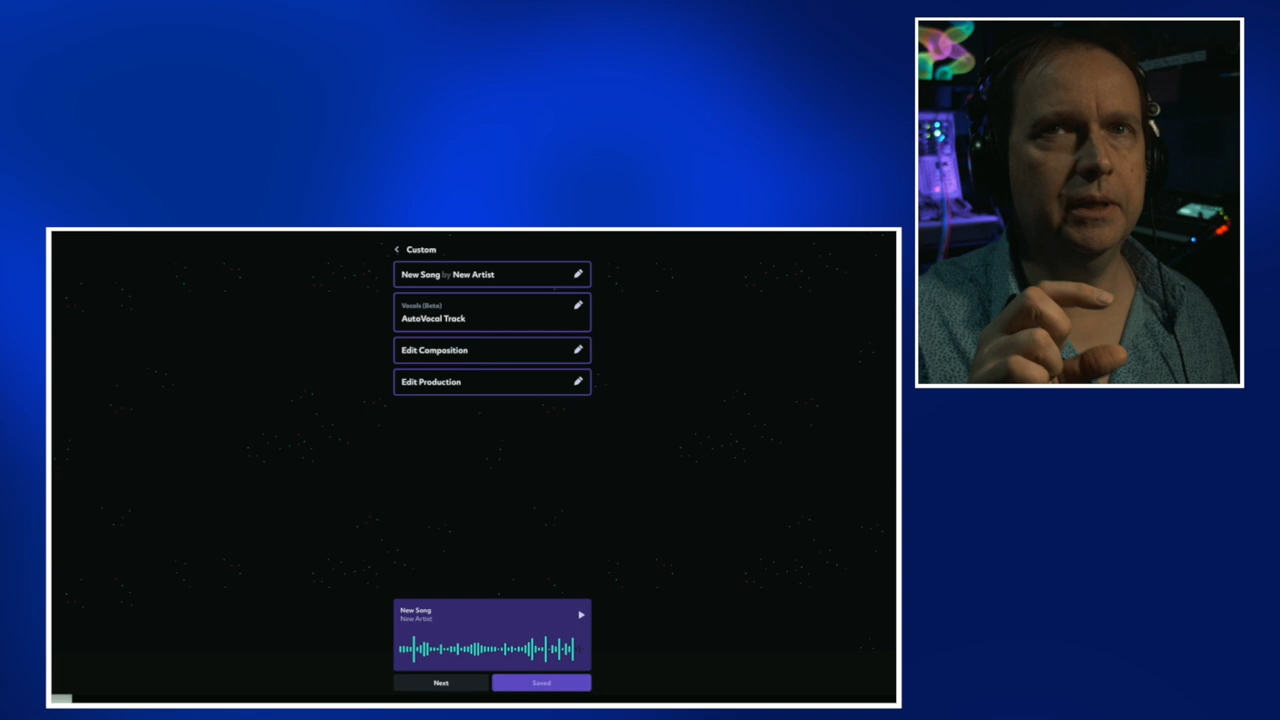 Custom
New Song by New Artist
Vocals (Beta)
AutoVocal Track
Edit Composition
Edit Production
New Song
New Artist
Next
Saved